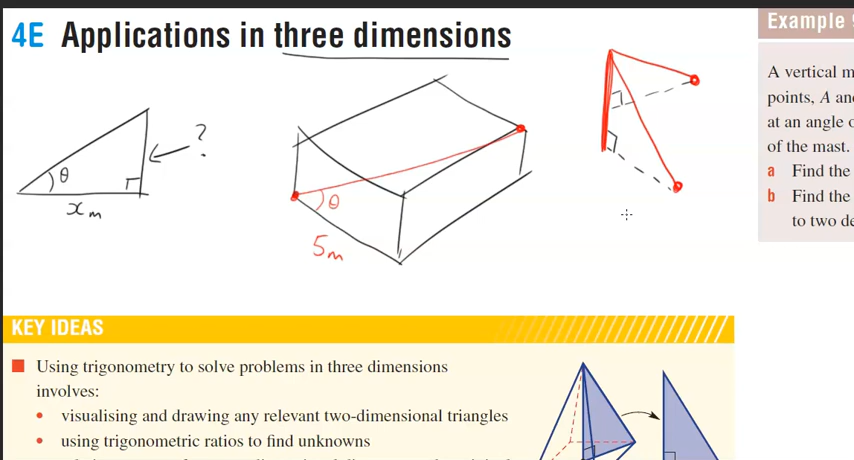 4E Applications in three dimensions
θ
x m
?
θ
5m
KEY IDEAS
Using trigonometry to solve problems in three dimensions
involves:
• visualising and drawing any relevant two-dimensional triangles
• using trigonometric ratios to find unknowns
Example
A vertical m
points, A an
at an angle o
of the mast.
a Find the
b Find the
to two de